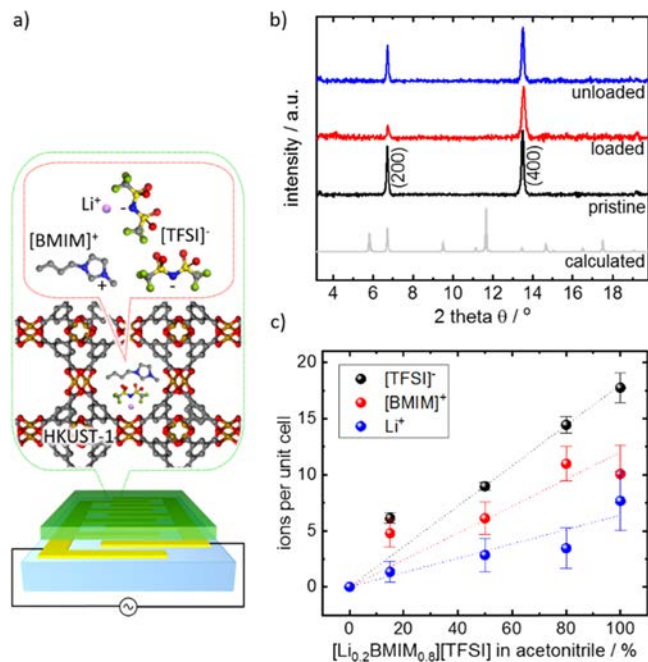 a)
Li+
[BMIM]+
[TFSI]-
-
+
-
HKUST-1
b)
intensity / a.u.
unloaded
loaded
(200)
(400)
pristine
calculated
4 6 8 10 12 14 16 18
2 theta θ / °
c)
ions per unit cell
20
15
10
5
0
[TFSI]-
[BMIM]+
Li+
0 20 40 60 80 100
[Li0.2BMIM0.8][TFSI] in acetonitrile / %